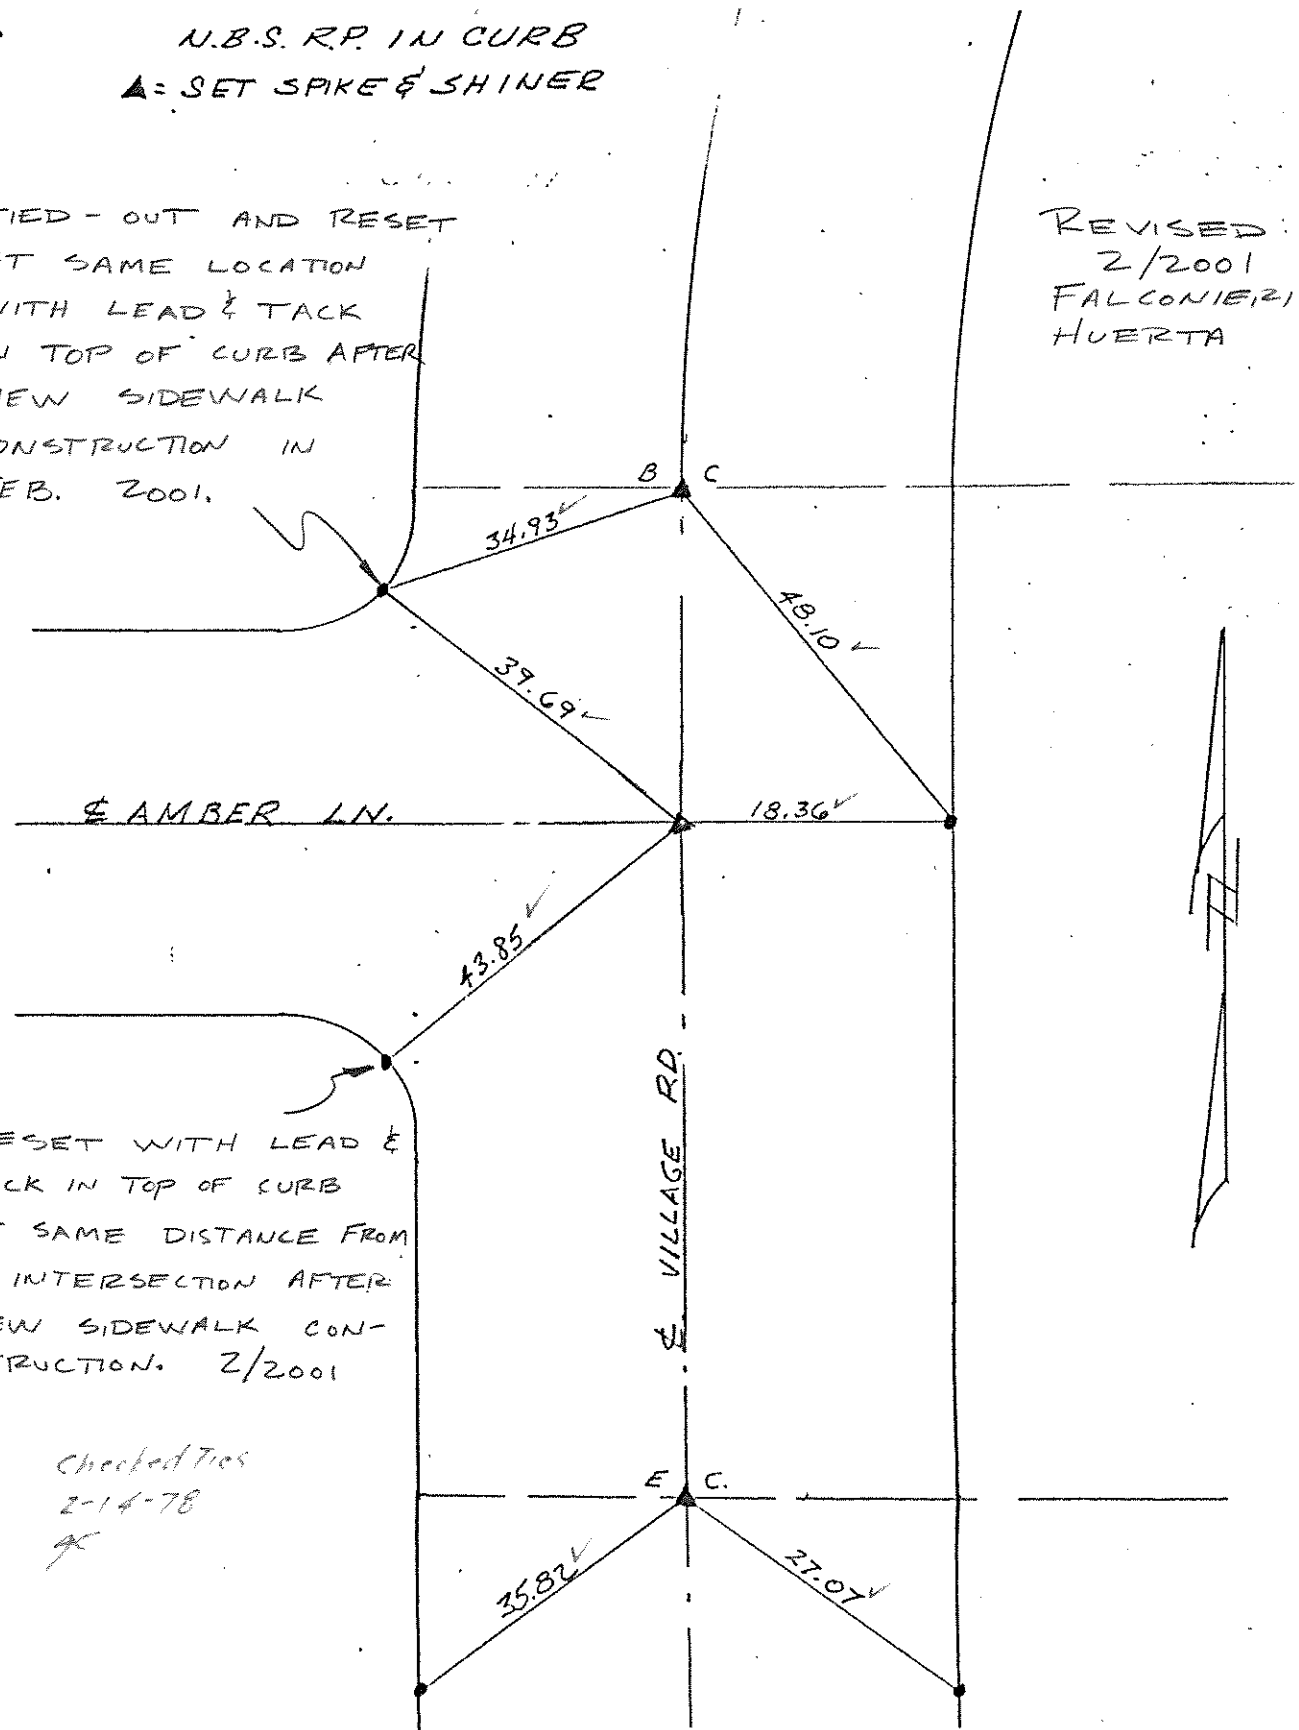 N.B.S. R.P. IN CURB
▲= SET SPIKE & SHINER
TIED - OUT AND RESET
T SAME LOCATION
WITH LEAD & TACK
N TOP OF CURB AFTER
EW SIDEWALK
ONSTRUCTION IN
EB. 2001.
REVISED:
2/2001
FALCONIERI
HUERTA
B C
34.93
48.10
39.69
℄ AMBER LN.
18.36
43.85
℄ VILLAGE RD.
ESET WITH LEAD &
CK IN TOP OF CURB
T SAME DISTANCE FROM
INTERSECTION AFTER
EW SIDEWALK CON-
TRUCTION. 2/2001
Checked Ties
2-14-78
E C.
35.82
27.07
N